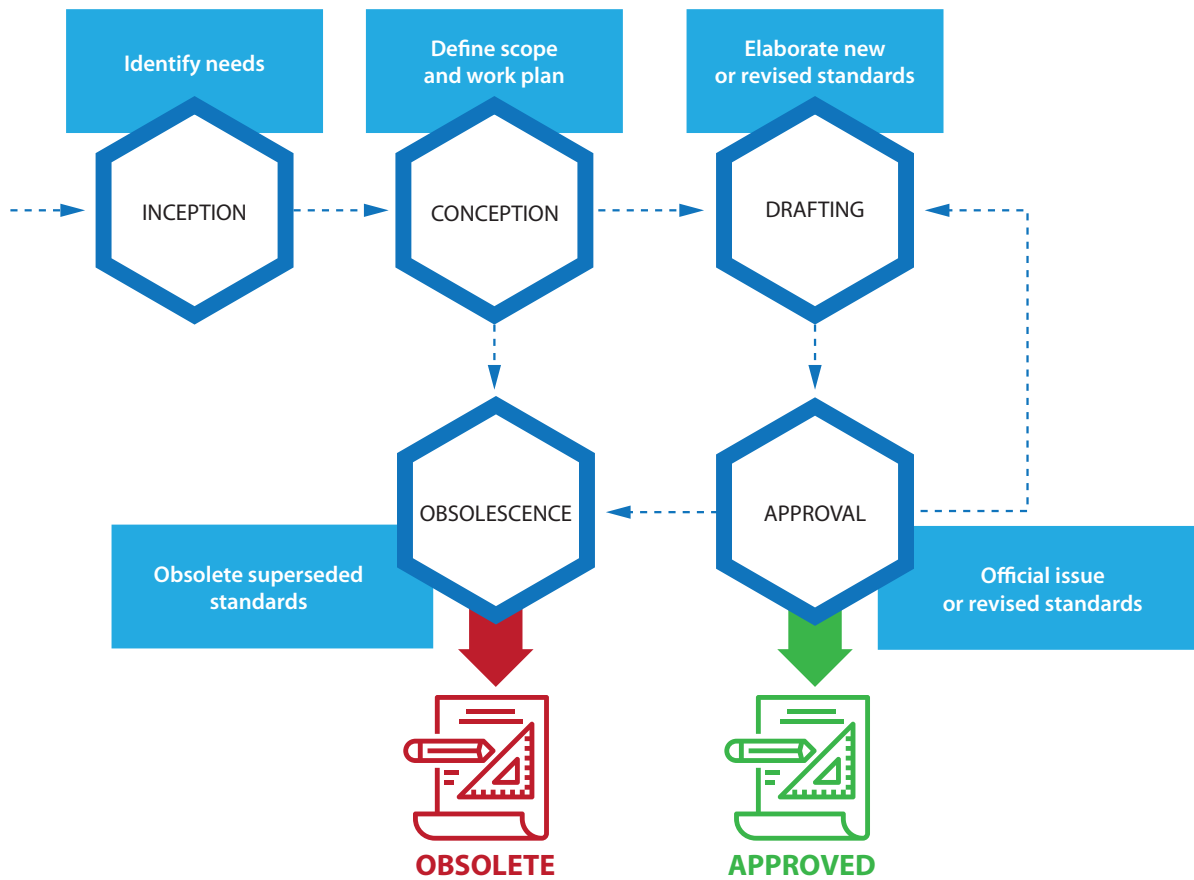 Identify needs
Define scope
and work plan
Elaborate new
or revised standards
INCEPTION
CONCEPTION
DRAFTING
OBSOLESCENCE
APPROVAL
Obsolete superseded
standards
Official issue
or revised standards
OBSOLETE
APPROVED